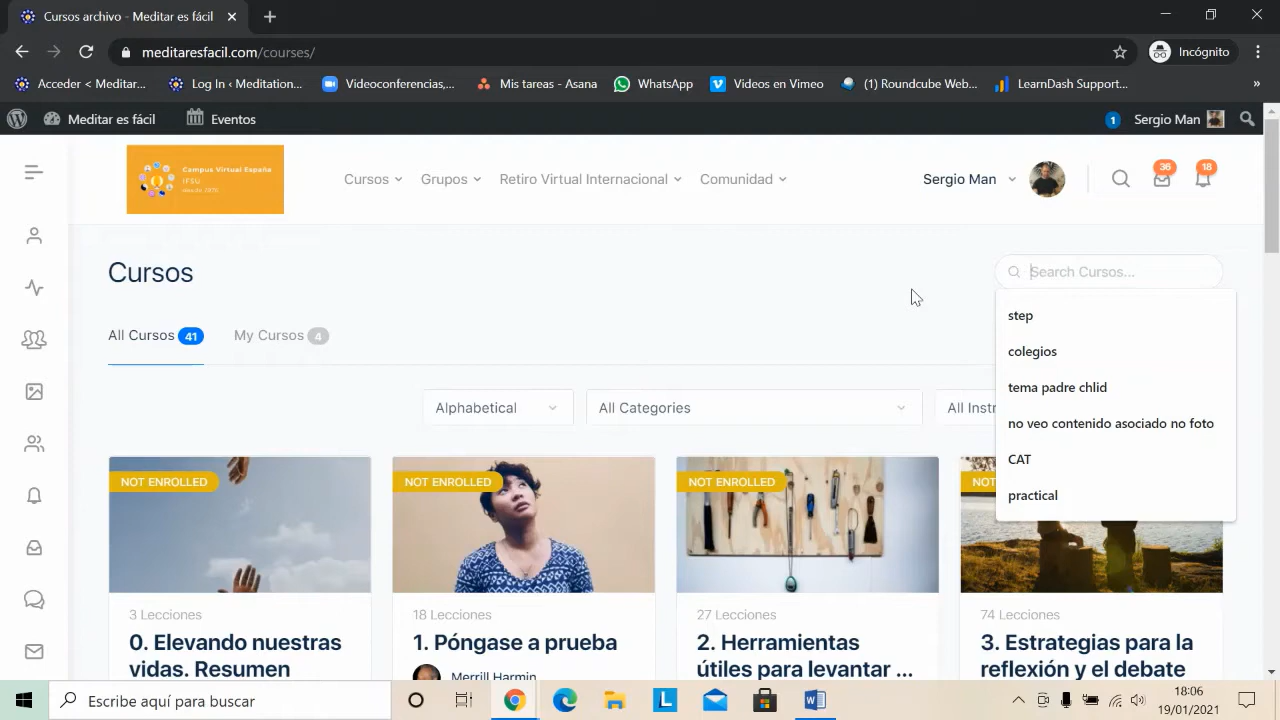 Cursos archivo - Meditar es fácil
meditaresfacil.com/courses/
Incógnito
Acceder < Meditar...
Log In ‹ Meditation...
Videoconferencias,...
Mis tareas - Asana
WhatsApp
Videos en Vimeo
(1) Roundcube Web...
LearnDash Support...
»
Meditar es fácil
Eventos
1
Sergio Man
Campus Virtual España
IFSU
Cursos
Grupos
Retiro Virtual Internacional
Comunidad
Sergio Man
36
18
Cursos
Search Cursos...
step
colegios
tema padre chlid
no veo contenido asociado no foto
CAT
practical
All Cursos 41
My Cursos 4
Alphabetical
All Categories
All Instr
NOT ENROLLED
NOT ENROLLED
NOT ENROLLED
NOT
3 Lecciones
0. Elevando nuestras
vidas. Resumen
18 Lecciones
1. Póngase a prueba
Merrill Harmin
27 Lecciones
2. Herramientas
útiles para levantar ...
74 Lecciones
3. Estrategias para la
reflexión y el debate
Escribe aquí para buscar
18:06
19/01/2021